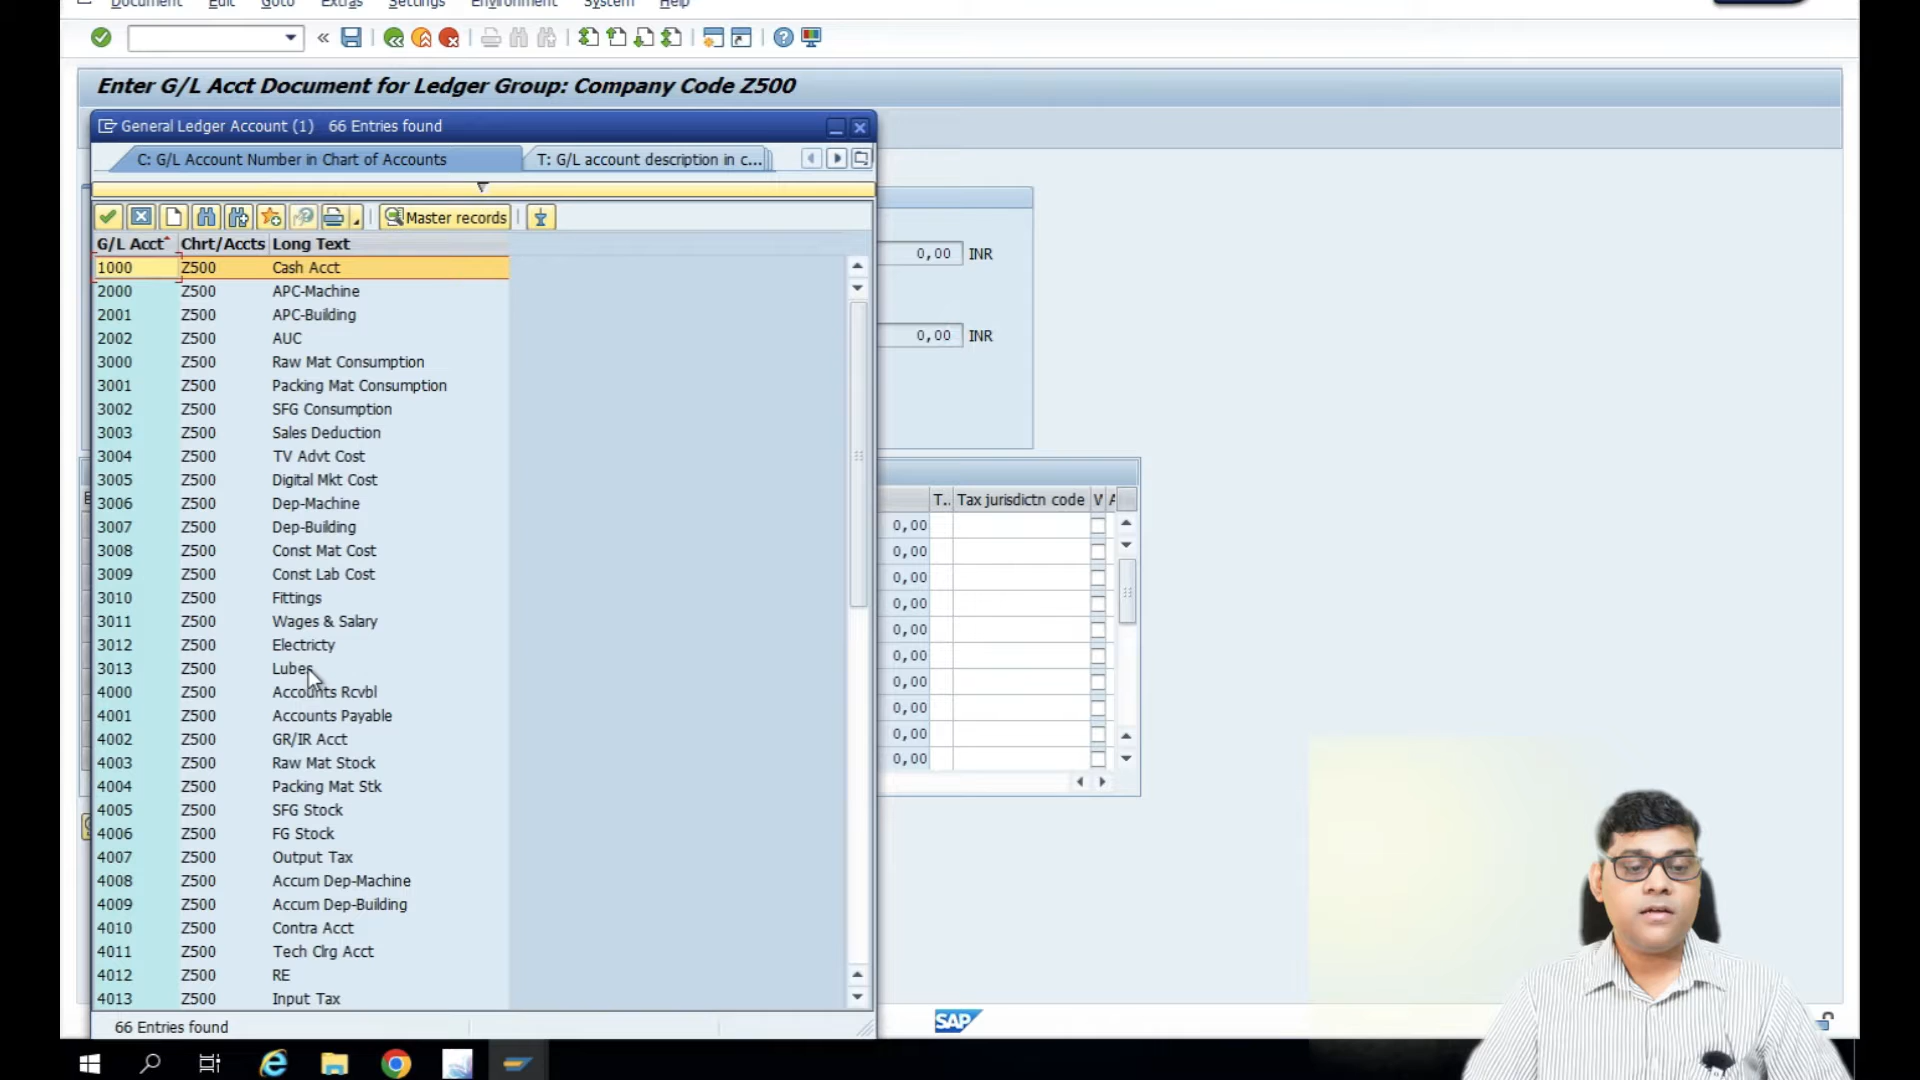 Document Edit Goto Extras Settings Environment System Help
Enter G/L Acct Document for Ledger Group: Company Code Z500
General Ledger Account (1) 66 Entries found
C: G/L Account Number in Chart of Accounts T: G/L account description in c...
Master records
G/L Acct Chrt/Accts Long Text
1000 Z500 Cash Acct
2000 Z500 APC-Machine
2001 Z500 APC-Building
2002 Z500 AUC
3000 Z500 Raw Mat Consumption
3001 Z500 Packing Mat Consumption
3002 Z500 SFG Consumption
3003 Z500 Sales Deduction
3004 Z500 TV Advt Cost
3005 Z500 Digital Mkt Cost
3006 Z500 Dep-Machine
3007 Z500 Dep-Building
3008 Z500 Const Mat Cost
3009 Z500 Const Lab Cost
3010 Z500 Fittings
3011 Z500 Wages & Salary
3012 Z500 Electricty
3013 Z500 Lubes
4000 Z500 Accounts Rcvbl
4001 Z500 Accounts Payable
4002 Z500 GR/IR Acct
4003 Z500 Raw Mat Stock
4004 Z500 Packing Mat Stk
4005 Z500 SFG Stock
4006 Z500 FG Stock
4007 Z500 Output Tax
4008 Z500 Accum Dep-Machine
4009 Z500 Accum Dep-Building
4010 Z500 Contra Acct
4011 Z500 Tech Clrg Acct
4012 Z500 RE
4013 Z500 Input Tax
66 Entries found
0,00 INR
0,00 INR
T.. Tax jurisdictn code V A
0,00
0,00
0,00
0,00
0,00
0,00
0,00
0,00
0,00
0,00
SAP